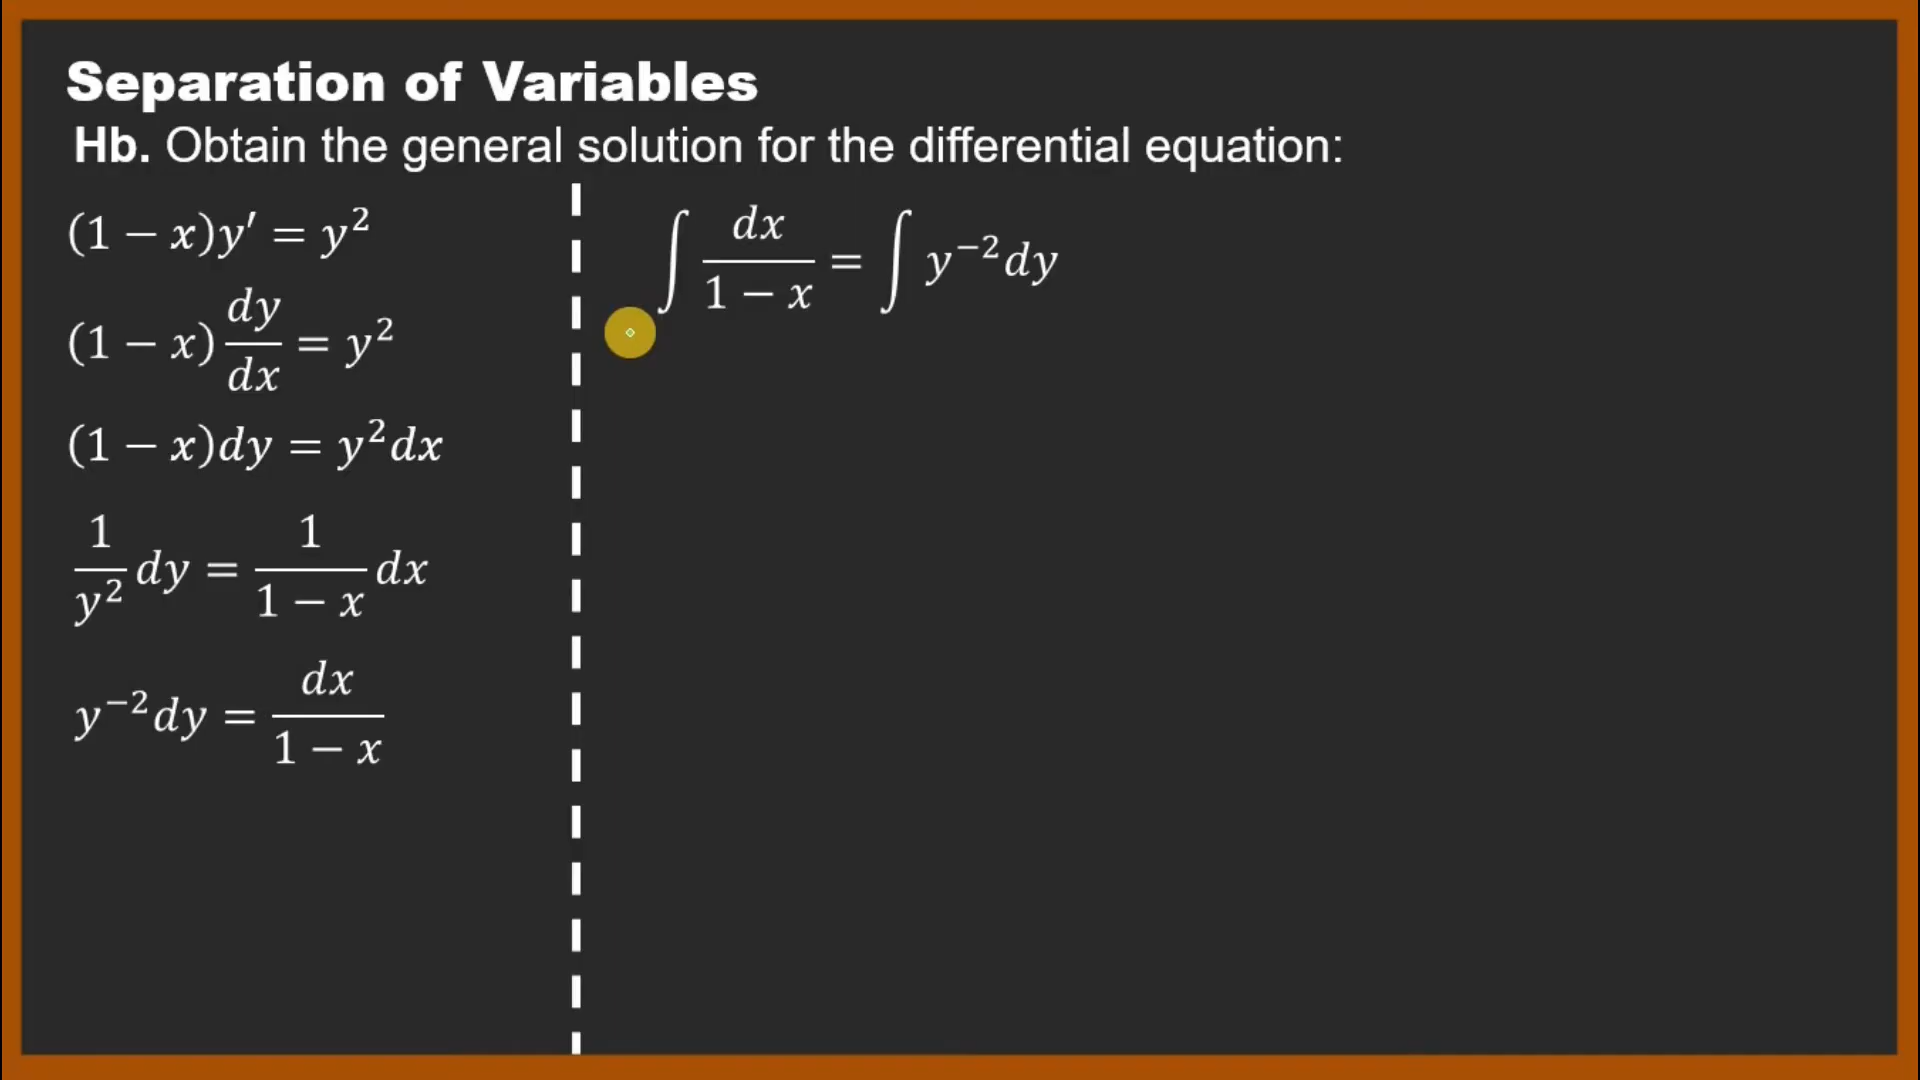 Separation of Variables
Hb. Obtain the general solution for the differential equation:
(1 − x)y′ = y²
(1 − x) dy/dx = y²
(1 − x)dy = y²dx
1/y² dy = 1/(1 − x) dx
y⁻²dy = dx/(1 − x)
∫ dx/(1 − x) = ∫ y⁻²dy